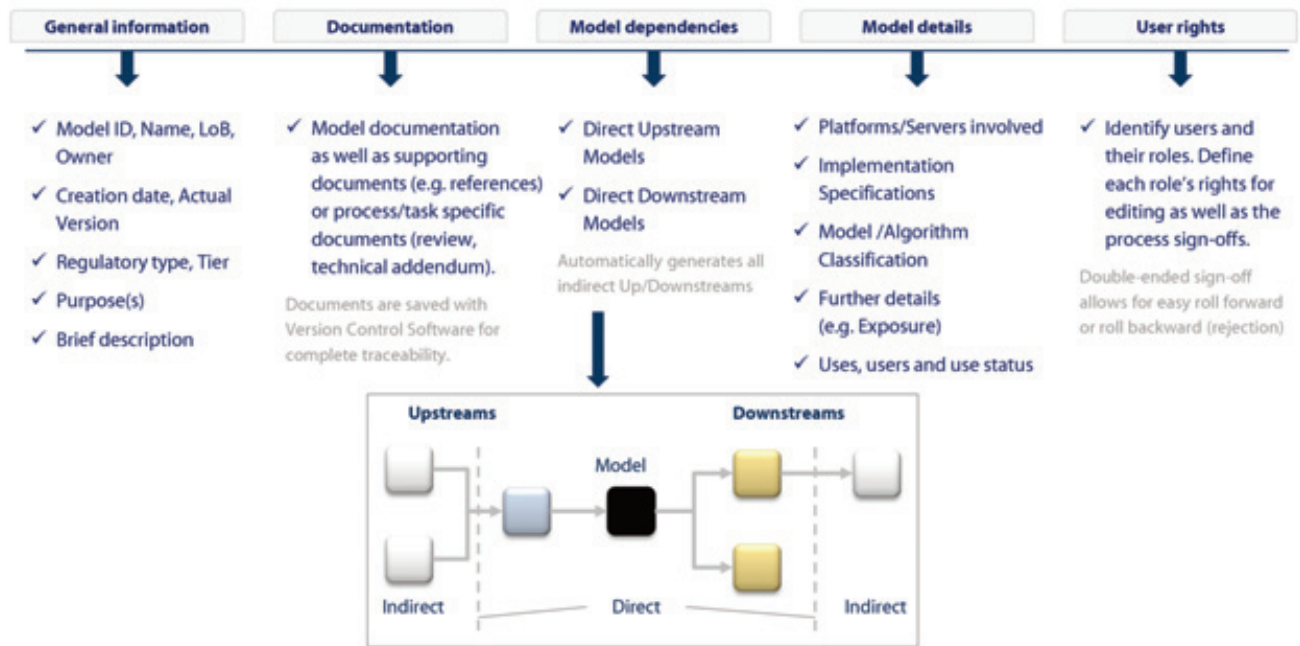 General information
Documentation
Model dependencies
Model details
User rights
✓ Model ID, Name, LoB,
Owner
✓ Creation date, Actual
Version
✓ Regulatory type, Tier
✓ Purpose(s)
✓ Brief description
✓ Model documentation
as well as supporting
documents (e.g. references)
or process/task specific
documents (review,
technical addendum).
Documents are saved with
Version Control Software for
complete traceability.
✓ Direct Upstream
Models
✓ Direct Downstream
Models
Automatically generates all
indirect Up/Downstreams
✓ Platforms/Servers involved
✓ Implementation
Specifications
✓ Model /Algorithm
Classification
✓ Further details
(e.g. Exposure)
✓ Uses, users and use status
✓ Identify users and
their roles. Define
each role's rights for
editing as well as the
process sign-offs.
Double-ended sign-off
allows for easy roll forward
or roll backward (rejection)
Upstreams
Downstreams
Model
Indirect
Direct
Indirect